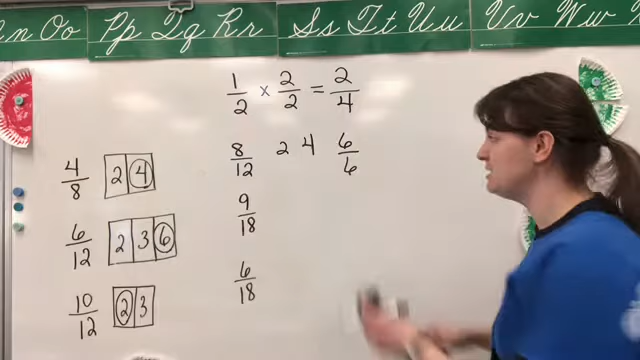 n Oo Pp Qq Rr Ss Tt Uu Vv Ww
1/2 × 2/2 = 2/4
4/8 2 4
8/12 2 4 6/6
6/12 2 3 6
9/18
10/12 2 3
6/18